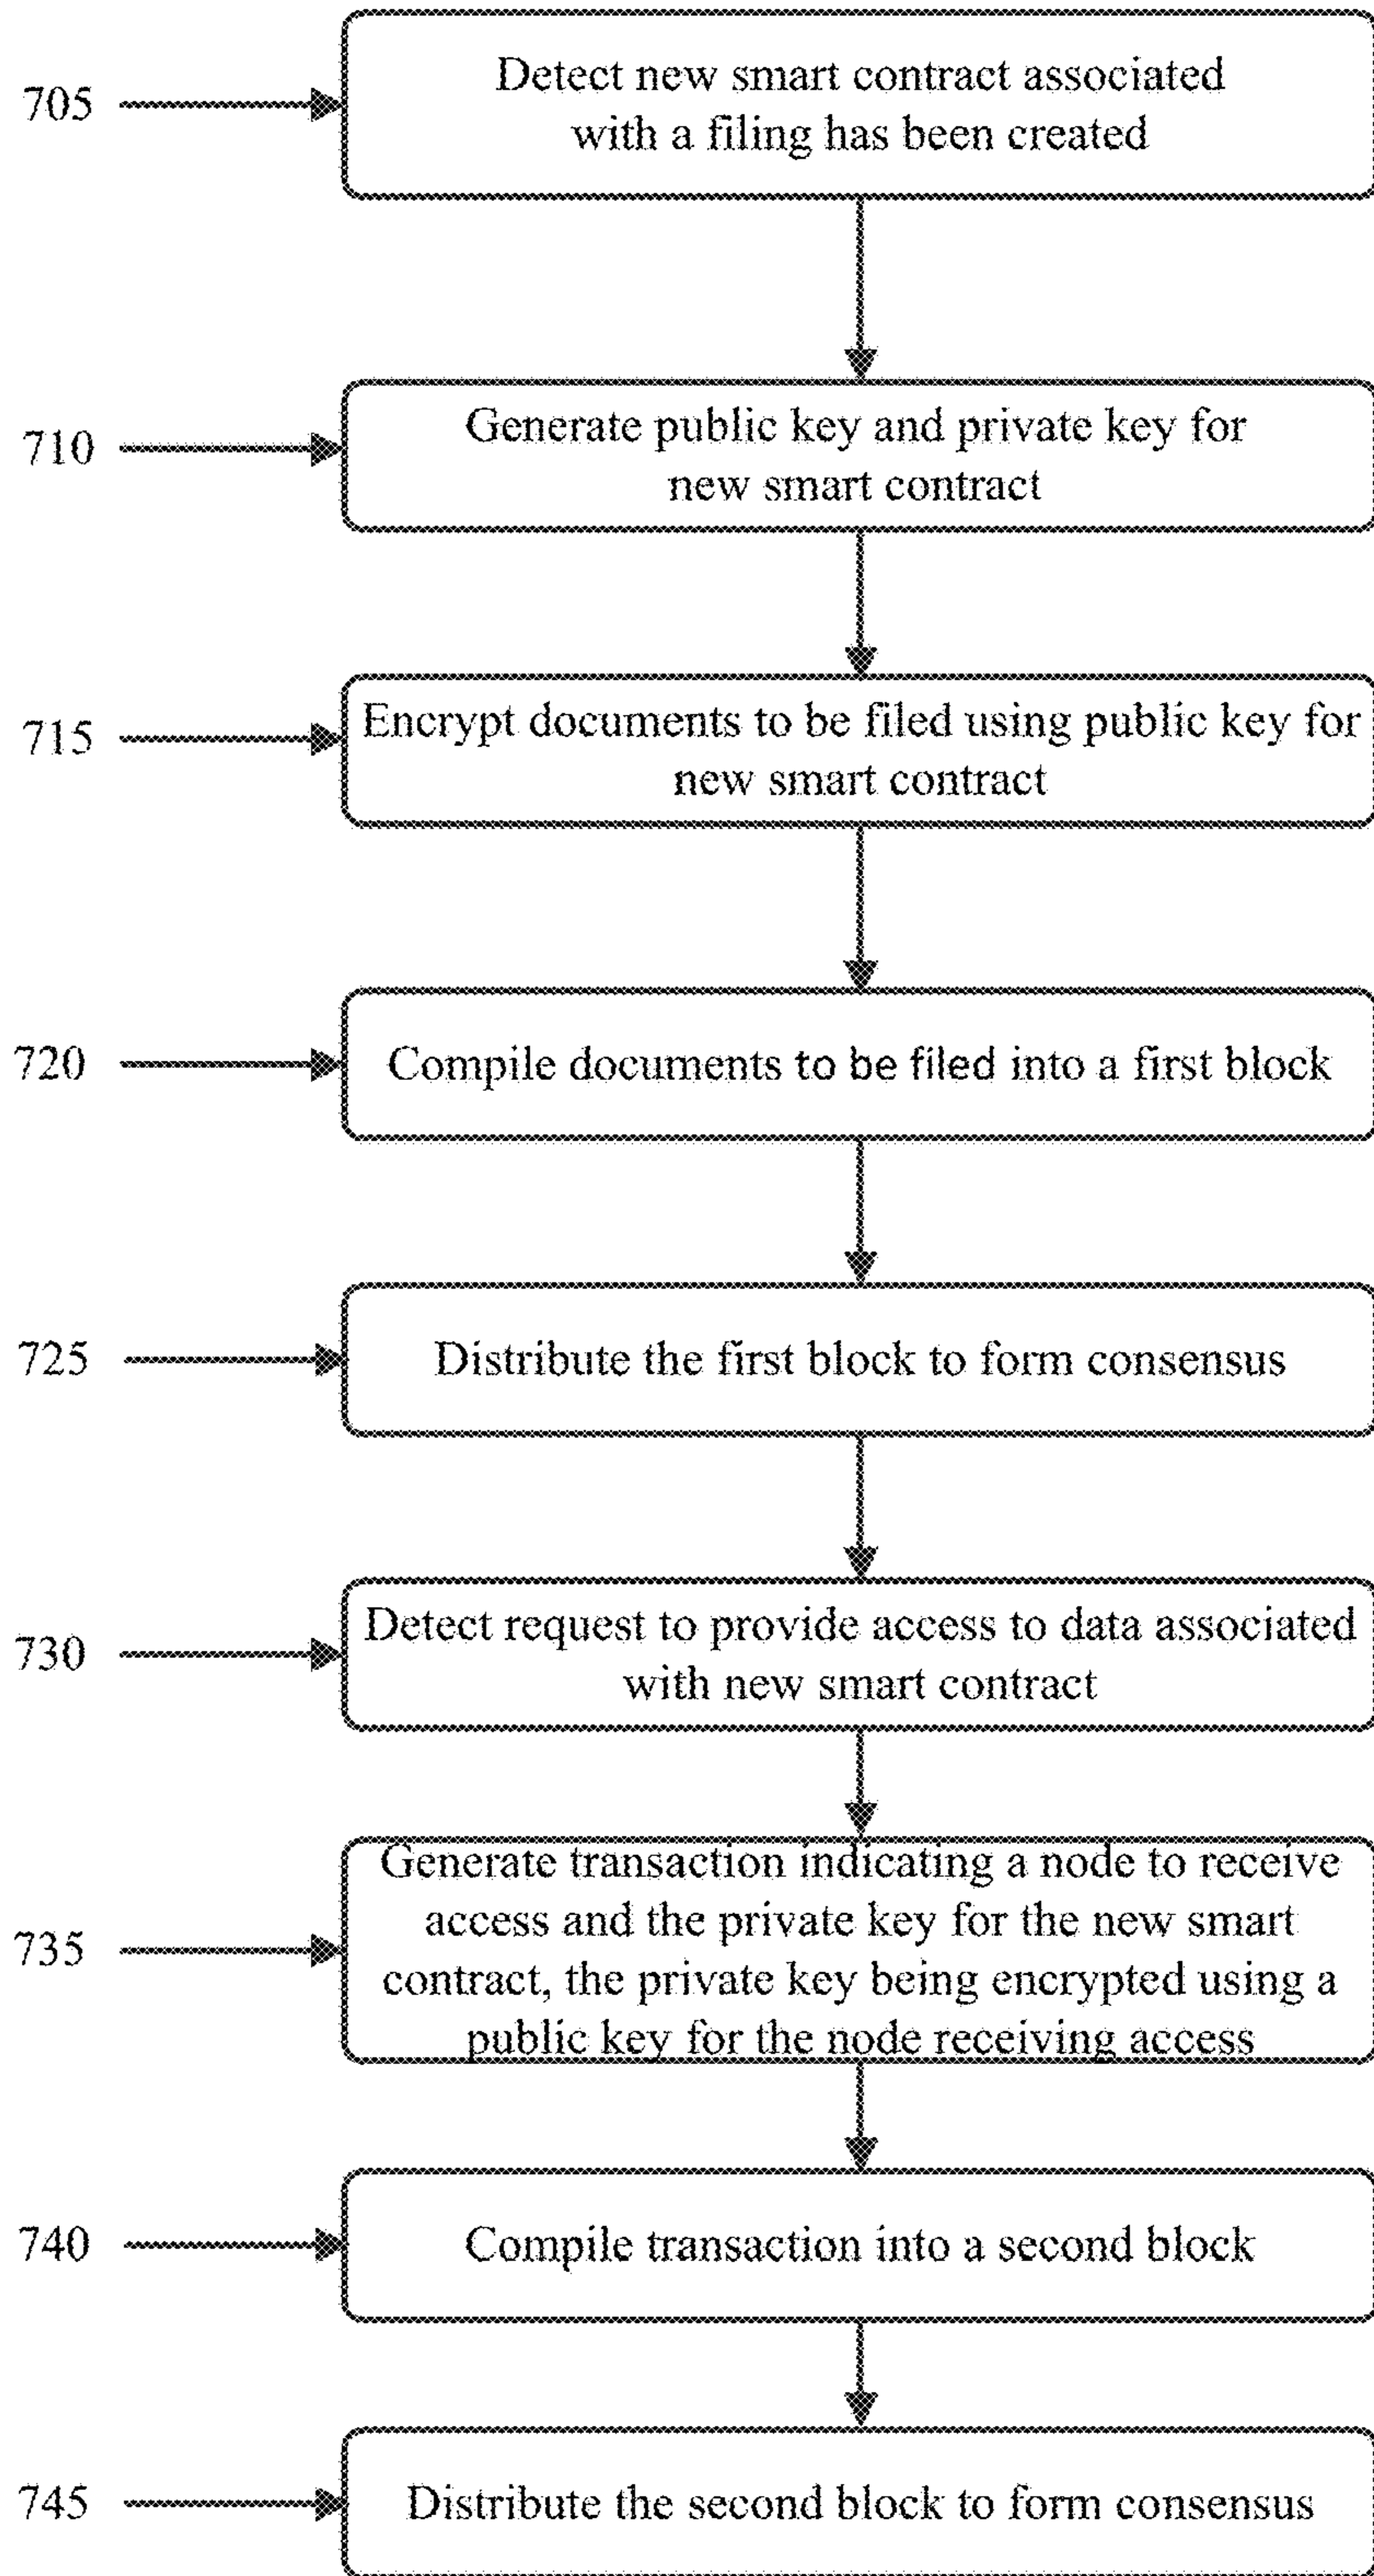 705
Detect new smart contract associated
with a filing has been created
710
Generate public key and private key for
new smart contract
715
Encrypt documents to be filed using public key for
new smart contract
720
Compile documents to be filed into a first block
725
Distribute the first block to form consensus
730
Detect request to provide access to data associated
with new smart contract
735
Generate transaction indicating a node to receive
access and the private key for the new smart
contract, the private key being encrypted using a
public key for the node receiving access
740
Compile transaction into a second block
745
Distribute the second block to form consensus